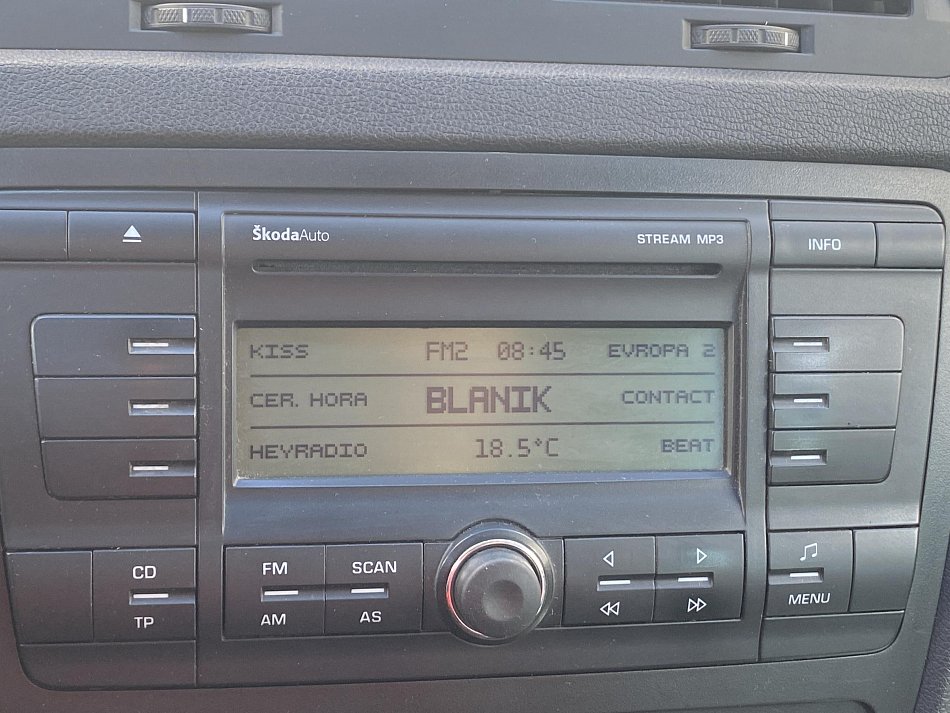 ŠkodaAuto STREAM MP3
INFO
KISS FM2 08:45 EVROPA 2
CER. HORA BLANIK CONTACT
HEYRADIO 18.5°C BEAT
CD
TP
FM SCAN
AM AS
MENU